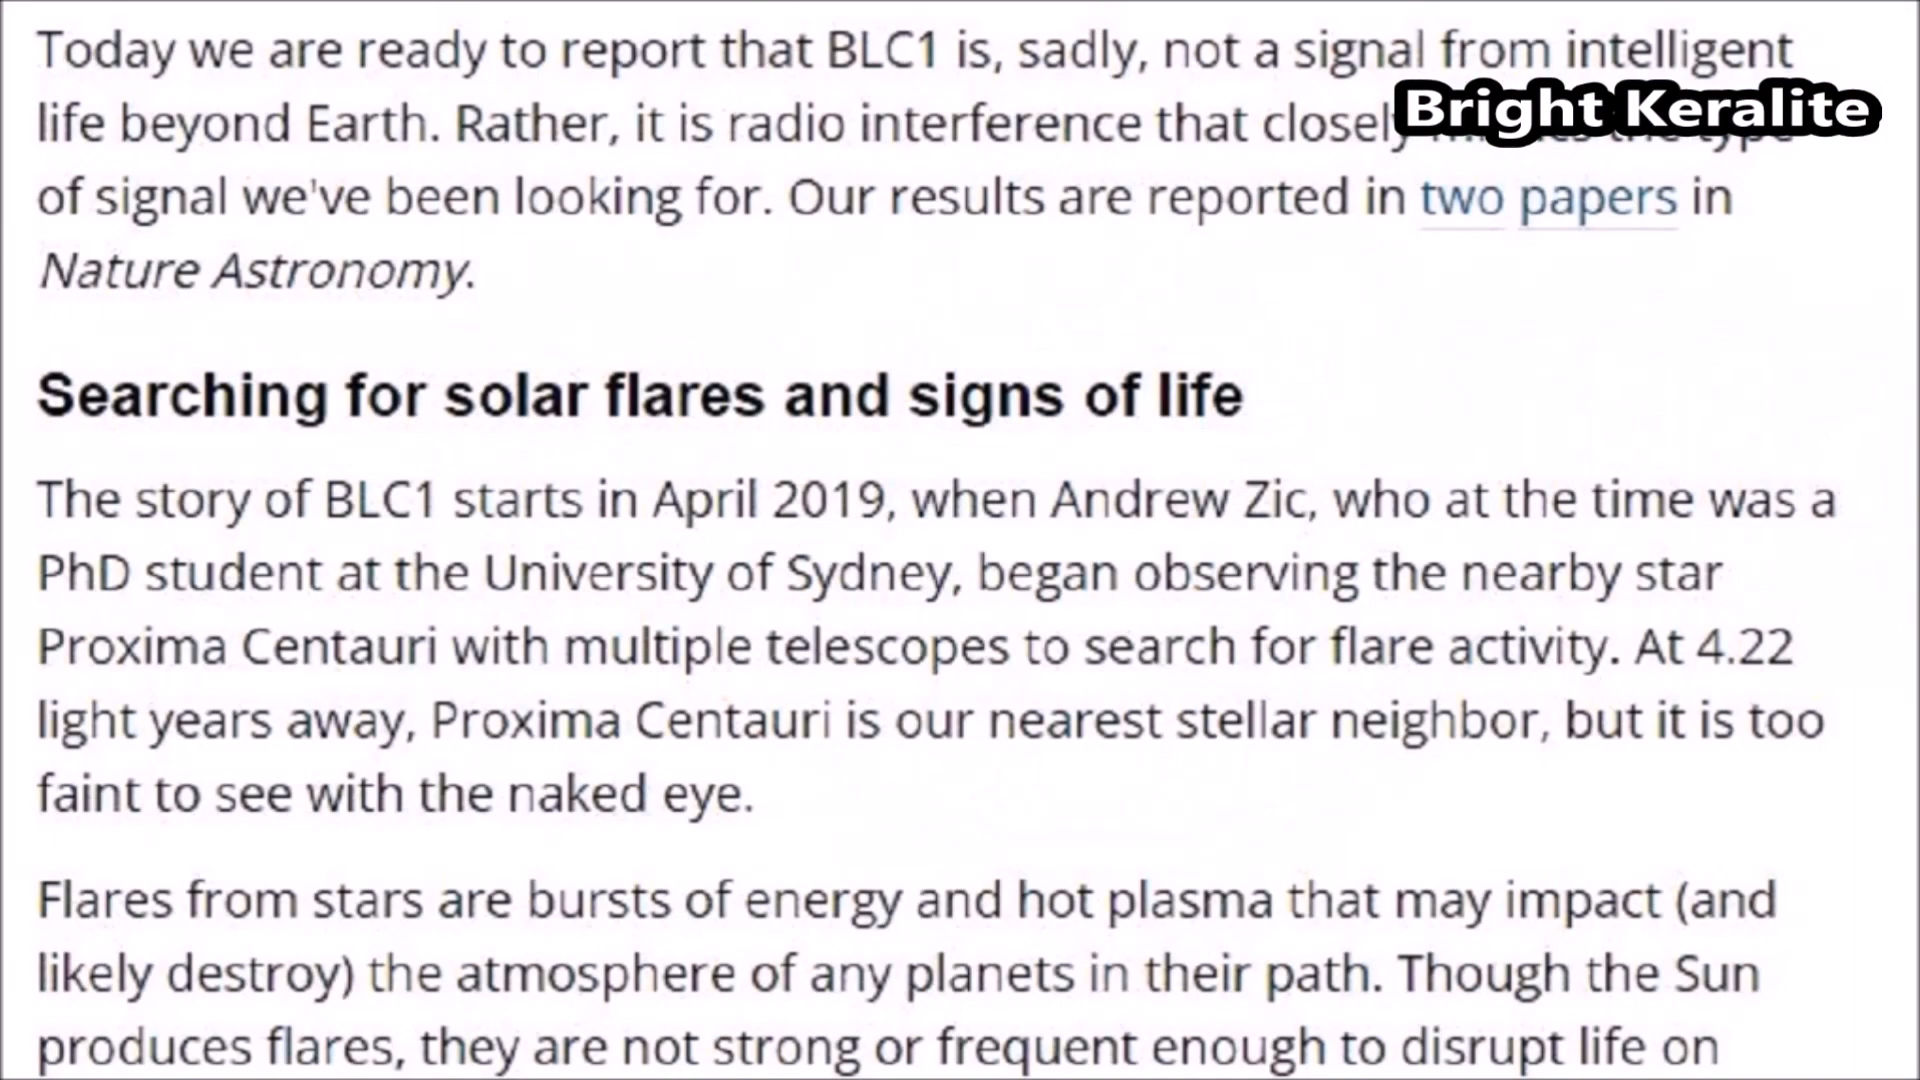 Today we are ready to report that BLC1 is, sadly, not a signal from intelligent
Bright Keralite
life beyond Earth. Rather, it is radio interference that closely
of signal we've been looking for. Our results are reported in two papers in
Nature Astronomy.
Searching for solar flares and signs of life
The story of BLC1 starts in April 2019, when Andrew Zic, who at the time was a
PhD student at the University of Sydney, began observing the nearby star
Proxima Centauri with multiple telescopes to search for flare activity. At 4.22
light years away, Proxima Centauri is our nearest stellar neighbor, but it is too
faint to see with the naked eye.
Flares from stars are bursts of energy and hot plasma that may impact (and
likely destroy) the atmosphere of any planets in their path. Though the Sun
produces flares, they are not strong or frequent enough to disrupt life on